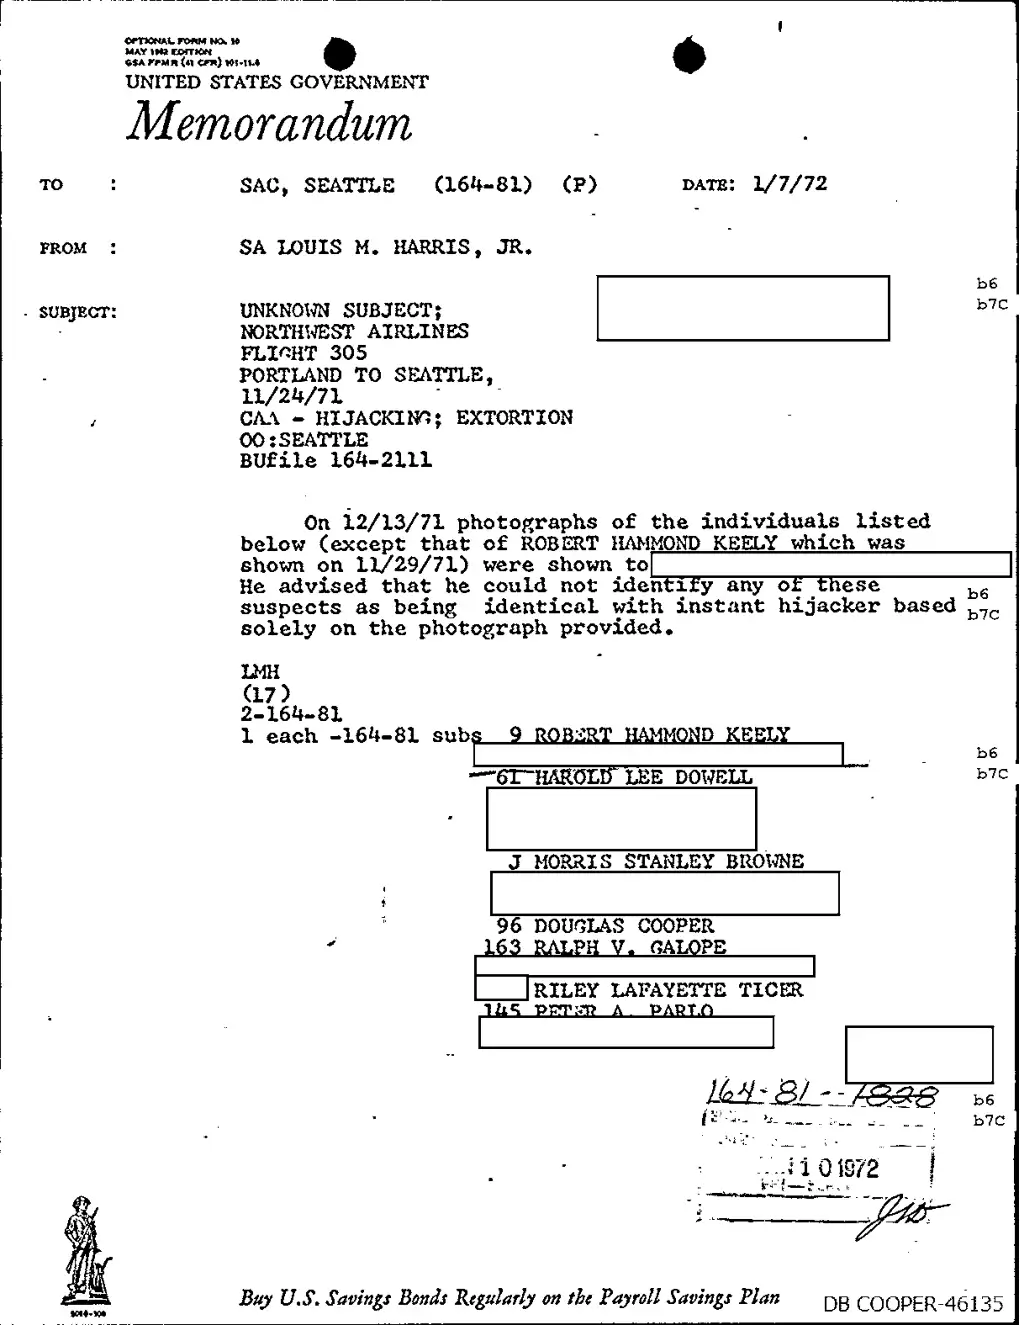 OPTIONAL FORM NO. 10
MAY 1962 EDITION
GSA FPMR (41 CFR) 101-11.6
UNITED STATES GOVERNMENT
Memorandum
TO : SAC, SEATTLE (164-81) (P) DATE: 1/7/72
FROM : SA LOUIS M. HARRIS, JR.
b6
b7C
SUBJECT: UNKNOWN SUBJECT;
NORTHWEST AIRLINES
FLIGHT 305
PORTLAND TO SEATTLE,
11/24/71
CAA - HIJACKING; EXTORTION
OO:SEATTLE
BUfile 164-2111
On 12/13/71 photographs of the individuals listed
below (except that of ROBERT HAMMOND KEELY which was
shown on 11/29/71) were shown to
He advised that he could not identify any of these
suspects as being identical with instant hijacker based
solely on the photograph provided.
b6
b7C
LMH
(17)
2-164-81
1 each -164-81 subs 9 ROBERT HAMMOND KEELY
b6
b7C
61 HAROLD LEE DOWELL
J MORRIS STANLEY BROWNE
96 DOUGLAS COOPER
163 RALPH V. GALOPE
RILEY LAFAYETTE TICER
145 PETER A. PARLO
164-81--1828
b6
b7C
10 1972
Buy U.S. Savings Bonds Regularly on the Payroll Savings Plan
DB COOPER-46135